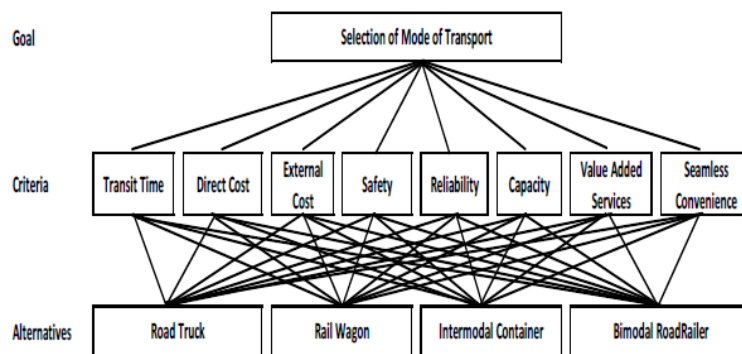 Goal
Selection of Mode of Transport
Criteria
Transit Time
Direct Cost
External
Cost
Safety
Reliability
Capacity
Value Added
Services
Seamless
Convenience
Alternatives
Road Truck
Rail Wagon
Intermodal Container
Bimodal RoadRailer